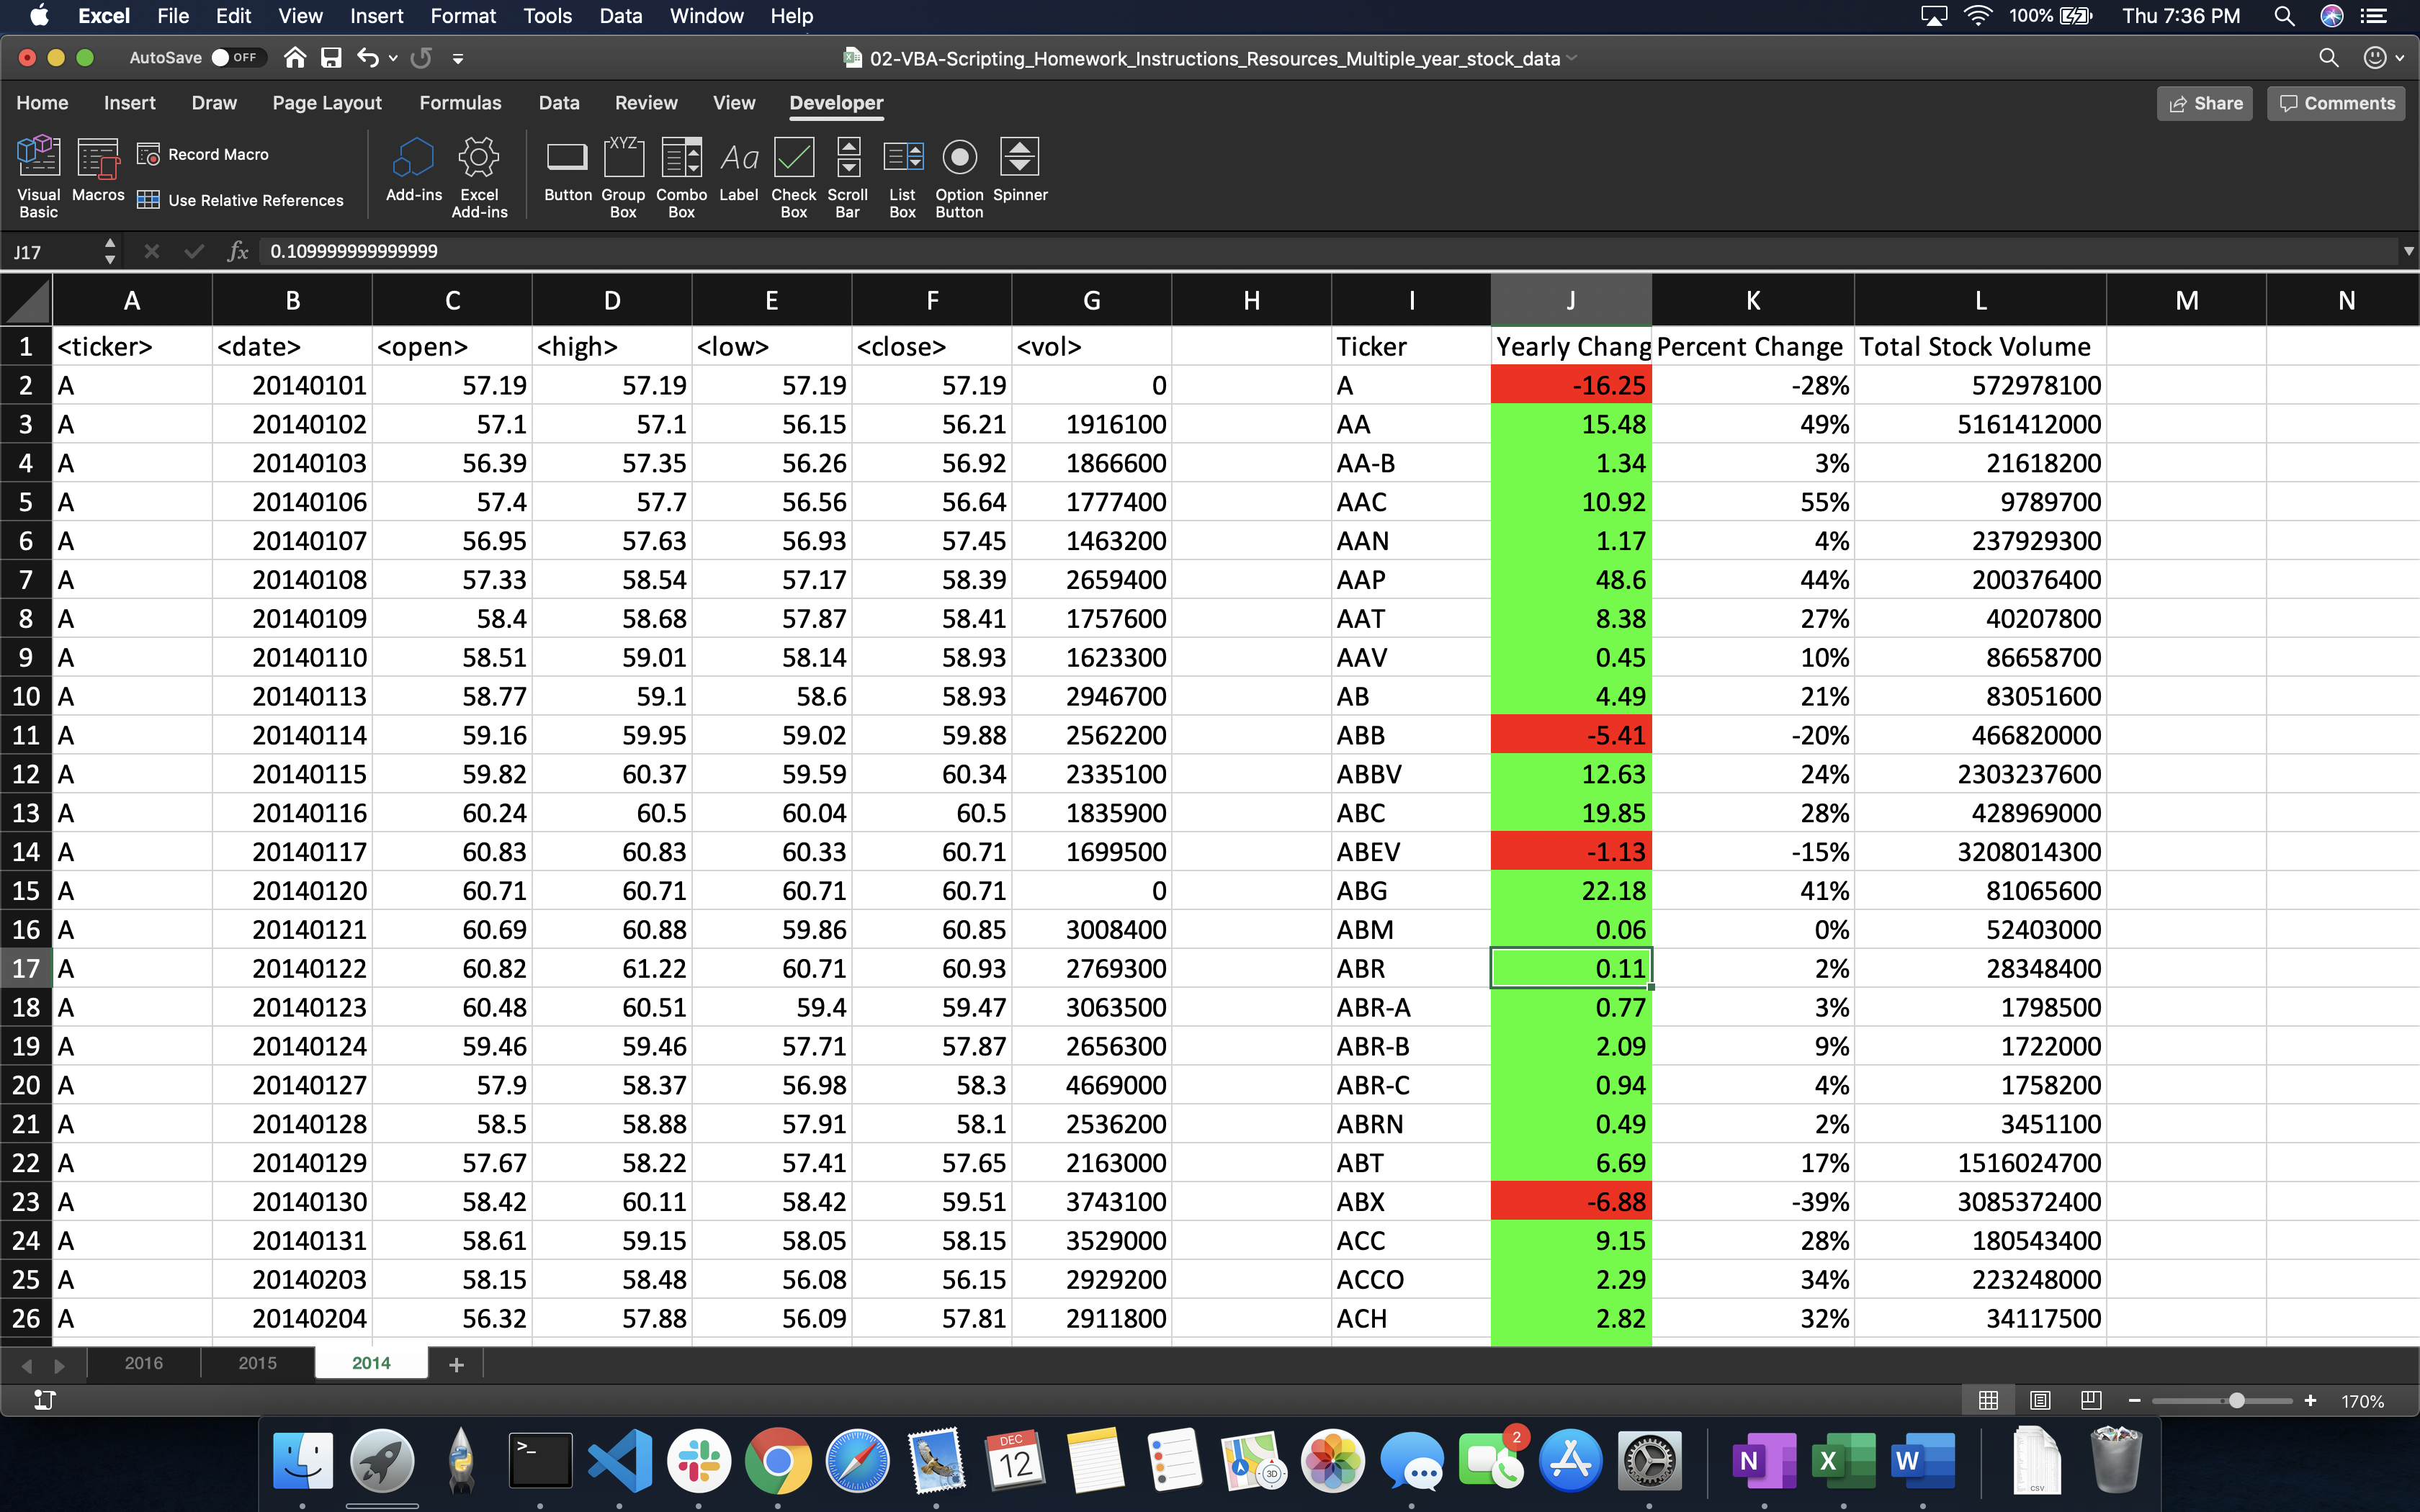 Excel File Edit View Insert Format Tools Data Window Help 100% Thu 7:36 PM
AutoSave OFF 02-VBA-Scripting_Homework_Instructions_Resources_Multiple_year_stock_data
Home Insert Draw Page Layout Formulas Data Review View Developer Share Comments
Visual Basic Macros Record Macro Use Relative References Add-ins Excel Add-ins XYZ Button Group Box Combo Box Aa Label Check Box Scroll Bar List Box Option Button Spinner
J17 fx 0.109999999999999
A B C D E F G H I J K L M N
1 <ticker> <date> <open> <high> <low> <close> <vol> Ticker Yearly Chang Percent Change Total Stock Volume
2 A 20140101 57.19 57.19 57.19 57.19 0 A -16.25 -28% 572978100
3 A 20140102 57.1 57.1 56.15 56.21 1916100 AA 15.48 49% 5161412000
4 A 20140103 56.39 57.35 56.26 56.92 1866600 AA-B 1.34 3% 21618200
5 A 20140106 57.4 57.7 56.56 56.64 1777400 AAC 10.92 55% 9789700
6 A 20140107 56.95 57.63 56.93 57.45 1463200 AAN 1.17 4% 237929300
7 A 20140108 57.33 58.54 57.17 58.39 2659400 AAP 48.6 44% 200376400
8 A 20140109 58.4 58.68 57.87 58.41 1757600 AAT 8.38 27% 40207800
9 A 20140110 58.51 59.01 58.14 58.93 1623300 AAV 0.45 10% 86658700
10 A 20140113 58.77 59.1 58.6 58.93 2946700 AB 4.49 21% 83051600
11 A 20140114 59.16 59.95 59.02 59.88 2562200 ABB -5.41 -20% 466820000
12 A 20140115 59.82 60.37 59.59 60.34 2335100 ABBV 12.63 24% 2303237600
13 A 20140116 60.24 60.5 60.04 60.5 1835900 ABC 19.85 28% 428969000
14 A 20140117 60.83 60.83 60.33 60.71 1699500 ABEV -1.13 -15% 3208014300
15 A 20140120 60.71 60.71 60.71 60.71 0 ABG 22.18 41% 81065600
16 A 20140121 60.69 60.88 59.86 60.85 3008400 ABM 0.06 0% 52403000
17 A 20140122 60.82 61.22 60.71 60.93 2769300 ABR 0.11 2% 28348400
18 A 20140123 60.48 60.51 59.4 59.47 3063500 ABR-A 0.77 3% 1798500
19 A 20140124 59.46 59.46 57.71 57.87 2656300 ABR-B 2.09 9% 1722000
20 A 20140127 57.9 58.37 56.98 58.3 4669000 ABR-C 0.94 4% 1758200
21 A 20140128 58.5 58.88 57.91 58.1 2536200 ABRN 0.49 2% 3451100
22 A 20140129 57.67 58.22 57.41 57.65 2163000 ABT 6.69 17% 1516024700
23 A 20140130 58.42 60.11 58.42 59.51 3743100 ABX -6.88 -39% 3085372400
24 A 20140131 58.61 59.15 58.05 58.15 3529000 ACC 9.15 28% 180543400
25 A 20140203 58.15 58.48 56.08 56.15 2929200 ACCO 2.29 34% 223248000
26 A 20140204 56.32 57.88 56.09 57.81 2911800 ACH 2.82 32% 34117500
2016 2015 2014 +
170%
>_ DEC 12 3D 2 N X W CSV